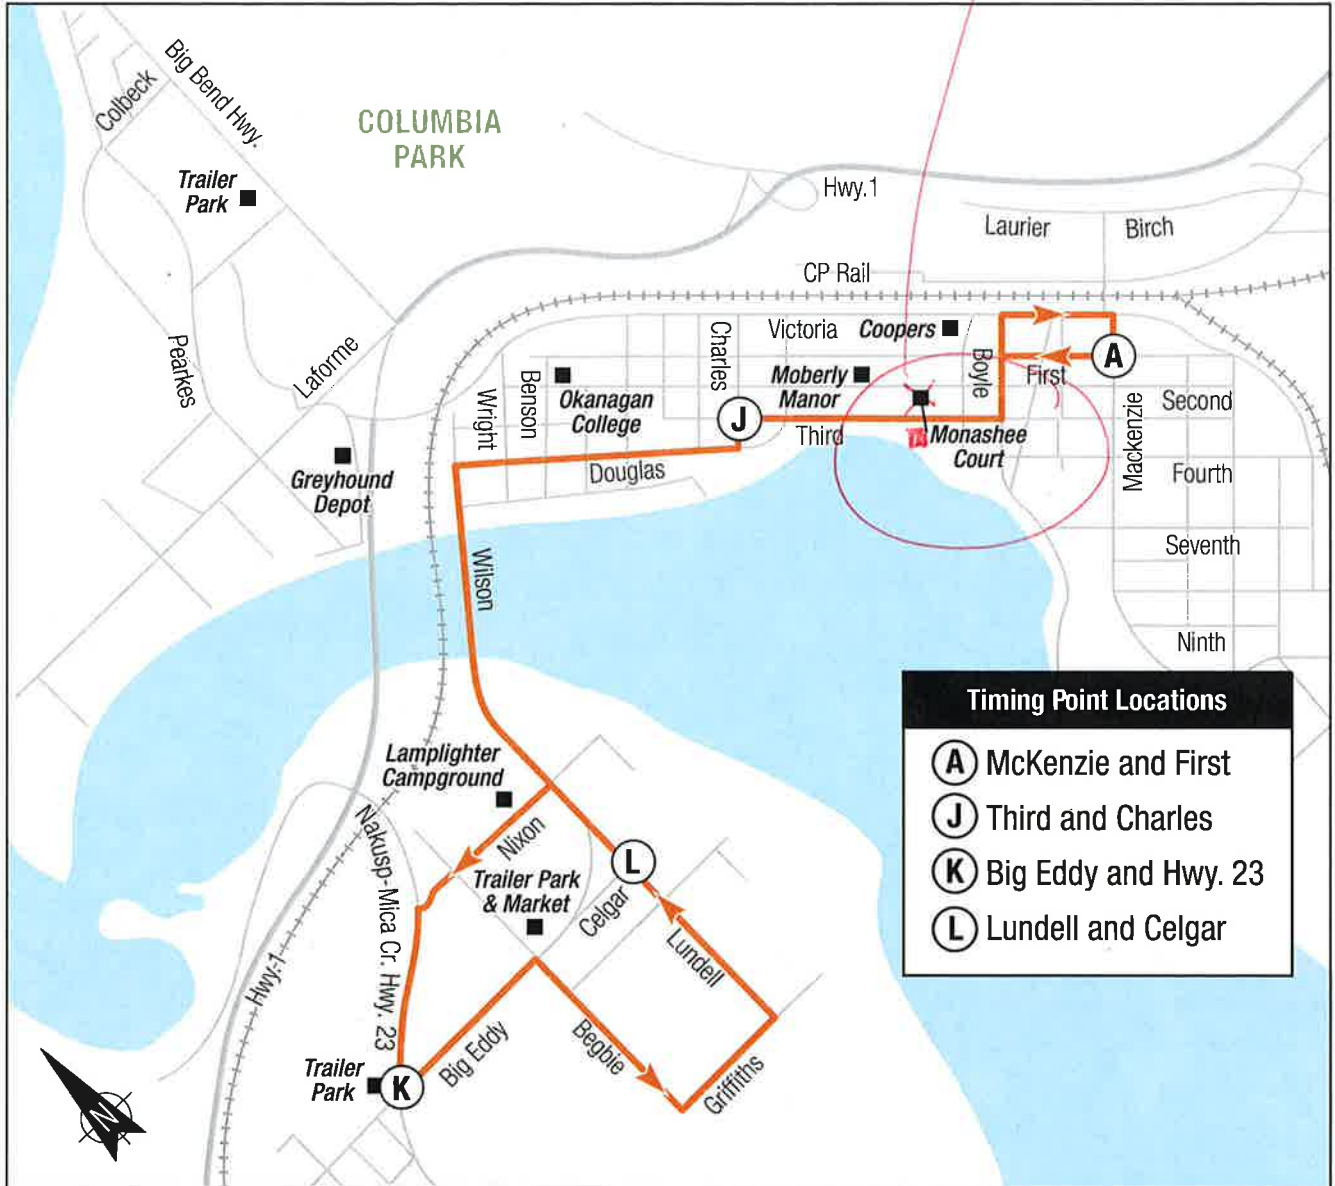 Big Bend Hwy.
Colbeck
COLUMBIA
PARK
Trailer
Park
Hwy.1
Laurier
Birch
CP Rail
Pearkes
Laforme
Charles
Victoria
Coopers
Boyle
A
First
Moberly
Manor
Wright
Benson
Okanagan
College
J
Third
Monashee
Court
Mackenzie
Second
Greyhound
Depot
Douglas
Fourth
Wilson
Seventh
Ninth
Timing Point Locations
A McKenzie and First
J Third and Charles
K Big Eddy and Hwy. 23
L Lundell and Celgar
Lamplighter
Campground
Nakusp-Mica Cr. Hwy. 23
Nixon
L
Trailer Park
& Market
Celgar
Lundell
Hwy.1
Big Eddy
Begbie
Griffiths
Trailer
Park
K
N